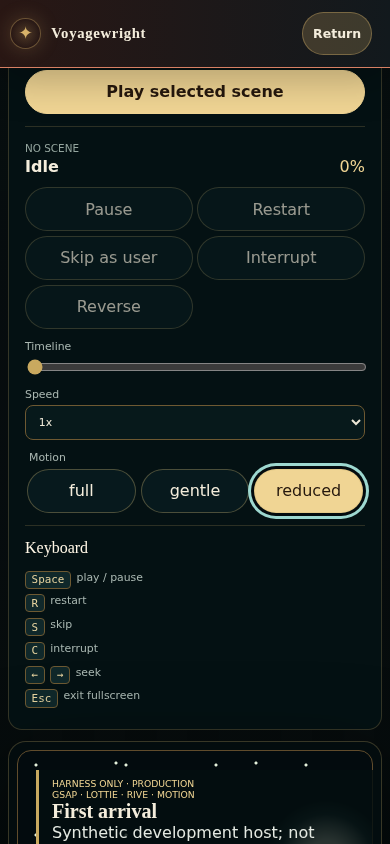 Voyagewright
Return
Play selected scene
NO SCENE
Idle
0%
Pause
Restart
Skip as user
Interrupt
Reverse
Timeline
Speed
1x
Motion
full
gentle
reduced
Keyboard
Space play / pause
R restart
S skip
C interrupt
← → seek
Esc exit fullscreen
HARNESS ONLY · PRODUCTION
GSAP · LOTTIE · RIVE · MOTION
First arrival
Synthetic development host; not